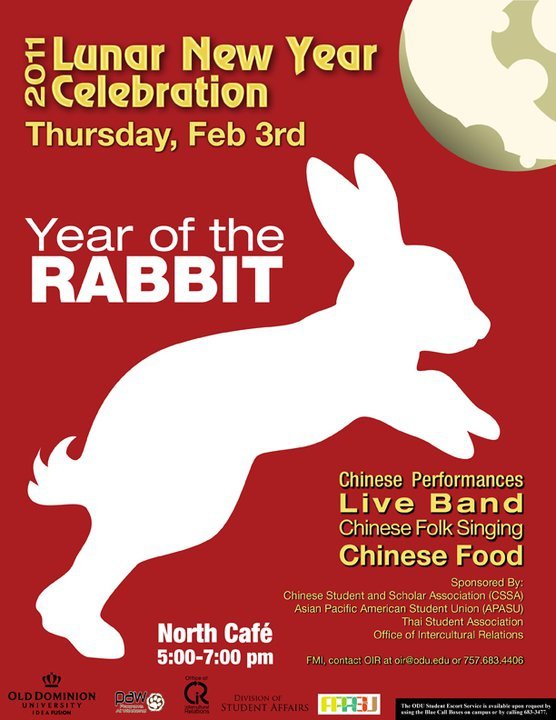 2011
Lunar New Year
Celebration
Thursday, Feb 3rd
Year of the
RABBIT
Chinese Performances
Live Band
Chinese Folk Singing
Chinese Food
Sponsored By:
Chinese Student and Scholar Association (CSSA)
Asian Pacific American Student Union (APASU)
Thai Student Association
Office of Intercultural Relations
North Café
5:00-7:00 pm
FMI, contact OIR at oir@odu.edu or 757.683.4406
OLD DOMINION
UNIVERSITY
IDEA FUSION
paw
Office of
Intercultural
Relations
Division of
Student Affairs
APASU
The ODU Student Escort Service is available upon request by
using the Blue Call Boxes on campus or by calling 683-3477.